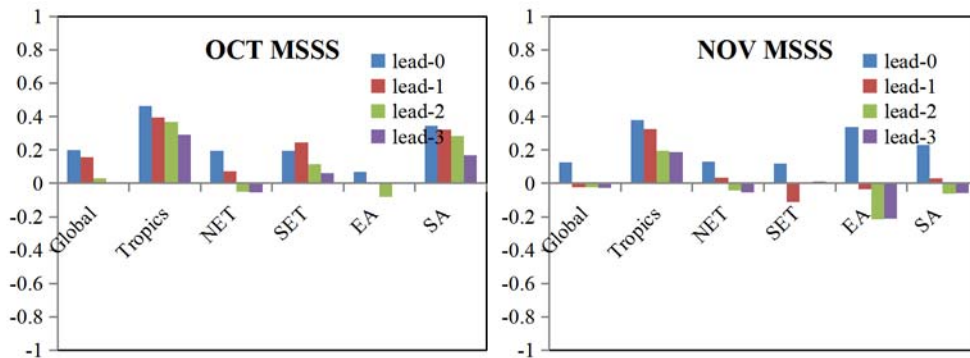 OCT MSSS
1
0.8
0.6
0.4
0.2
0
-0.2
-0.4
-0.6
-0.8
-1
lead-0
lead-1
lead-2
lead-3
Global
Tropics
NET
SET
EA
SA
NOV MSSS
1
0.8
0.6
0.4
0.2
0
-0.2
-0.4
-0.6
-0.8
-1
lead-0
lead-1
lead-2
lead-3
Global
Tropics
NET
SET
EA
SA